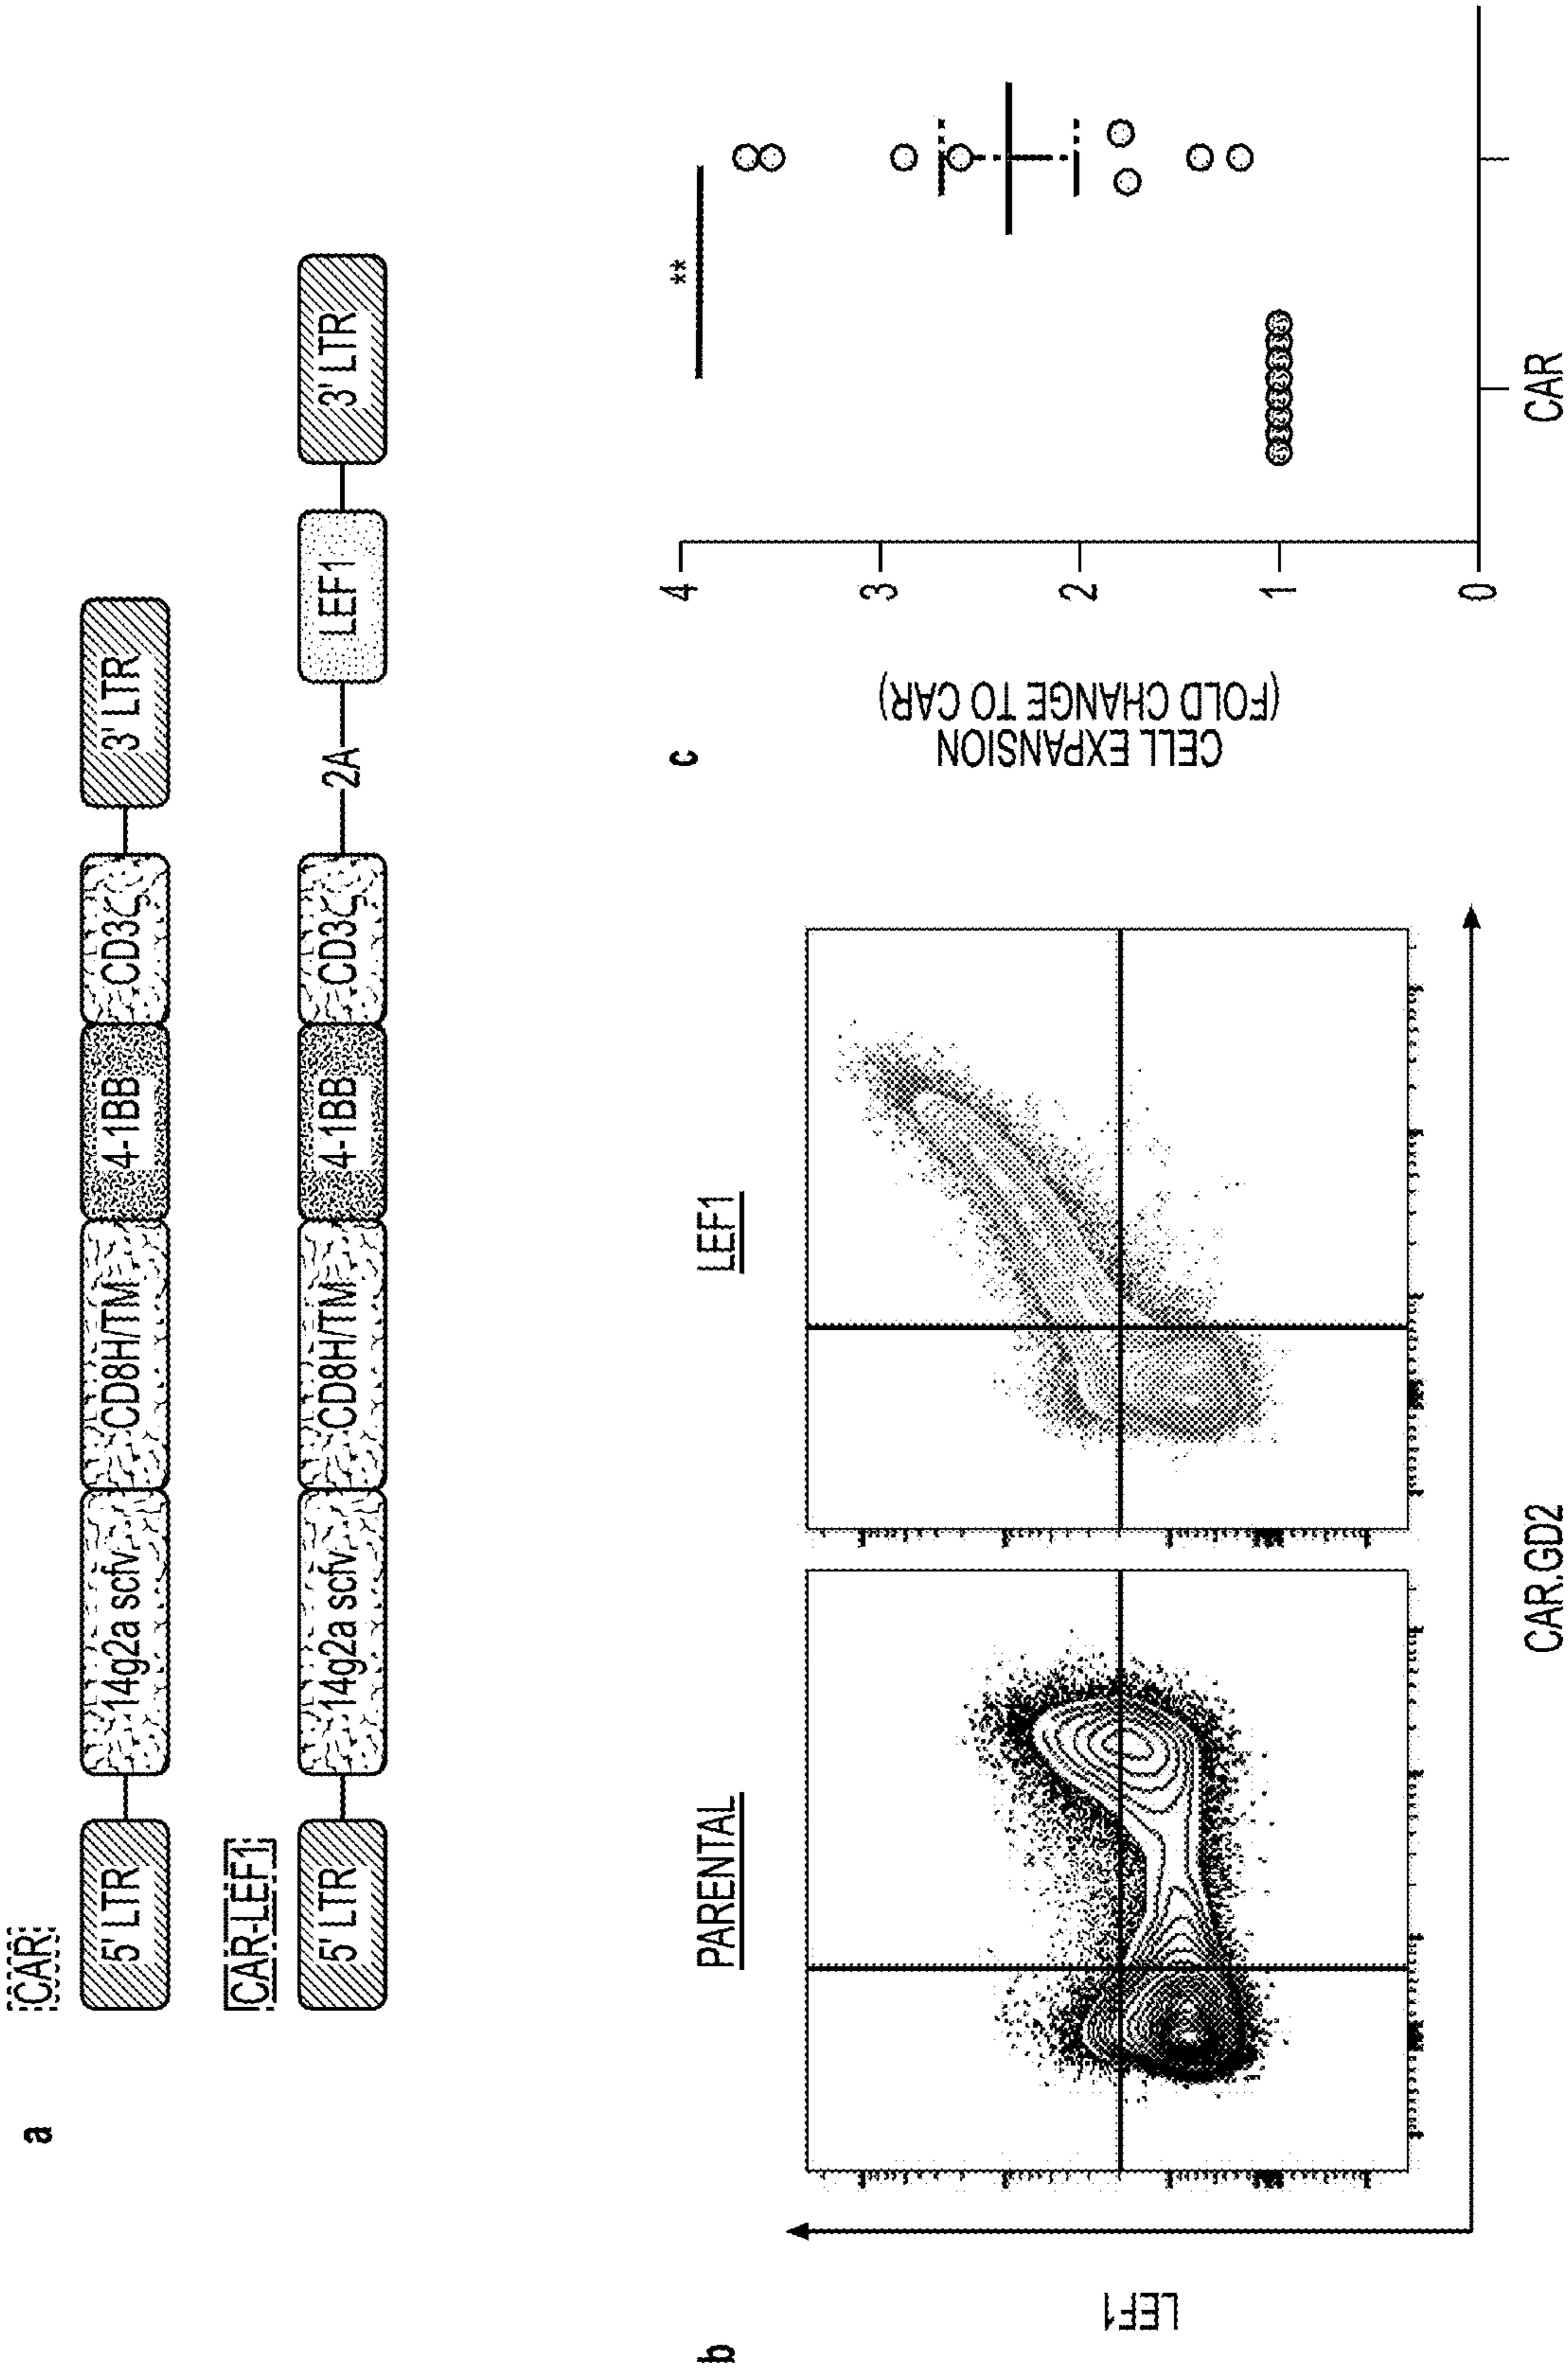 a
CAR
5' LTR 14g2a scfv CD8H/TM 4-1BB CD3ζ 3' LTR
CAR-LEF1
5' LTR 14g2a scfv CD8H/TM 4-1BB CD3ζ 2A LEF1 3' LTR
b
PARENTAL
LEF1
LEF1
CAR.GD2
c
CELL EXPANSION
(FOLD CHANGE TO CAR)
4
3
2
1
0
**
CAR